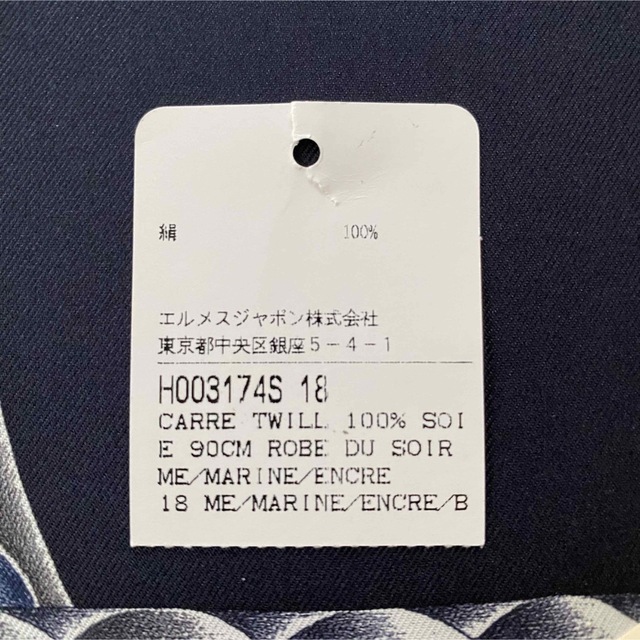 絹 100%
エルメスジャポン株式会社
東京都中央区銀座5-4-1
H003174S 18
CARRE TWILL 100% SOI
E 90CM ROBE DU SOIR
ME/MARINE/ENCRE
18 ME/MARINE/ENCRE/B